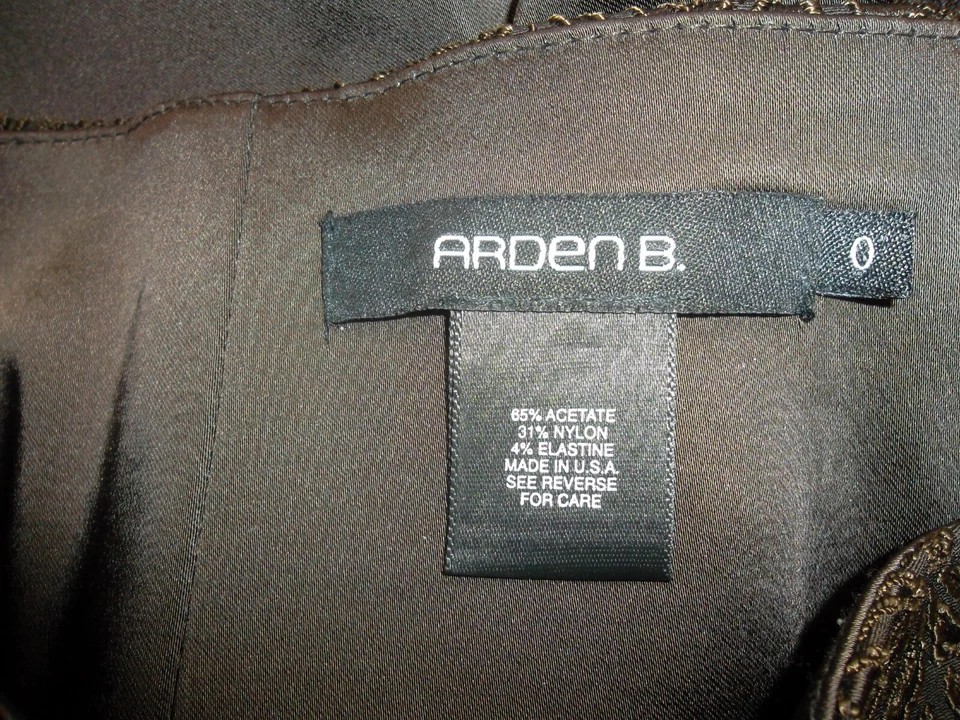 ARDEN B.
0
65% ACETATE
31% NYLON
4% ELASTINE
MADE IN U.S.A.
SEE REVERSE
FOR CARE